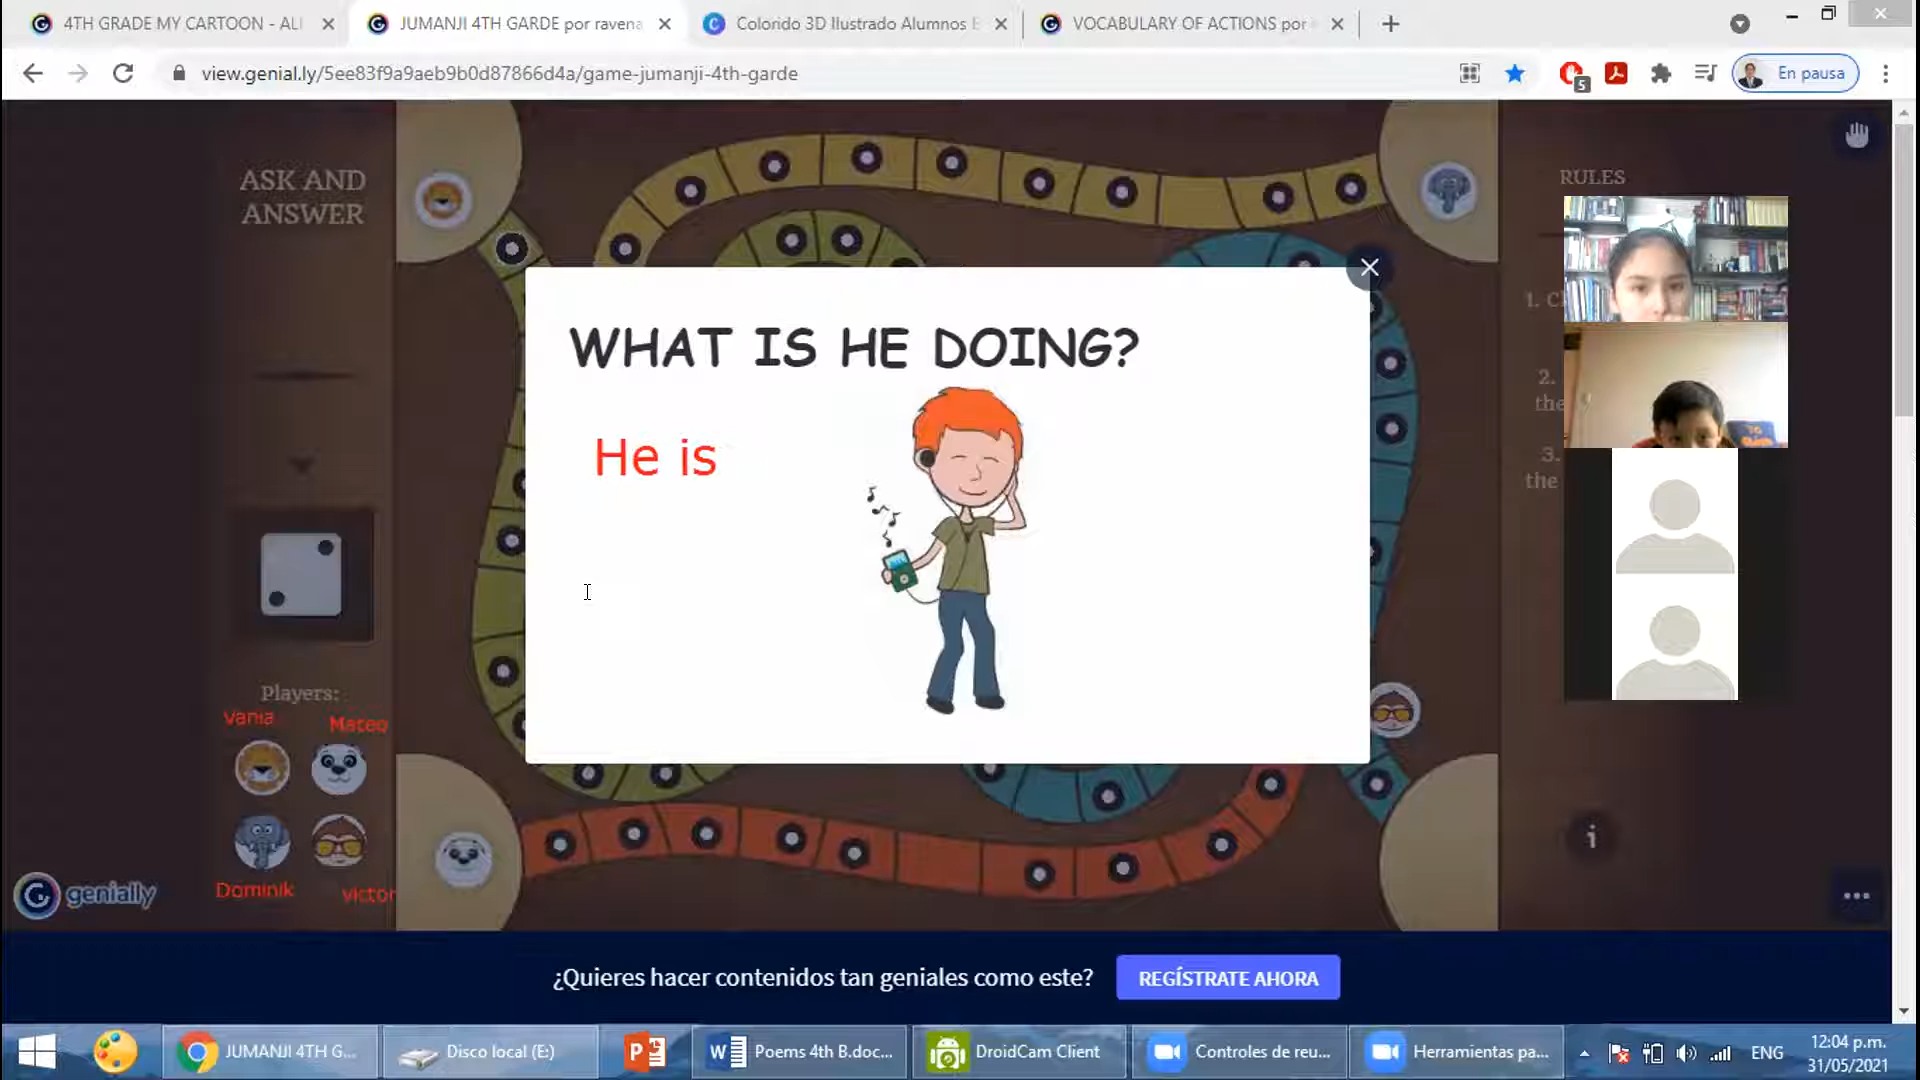 4TH GRADE MY CARTOON - ALI
JUMANJI 4TH GARDE por ravena
Colorido 3D Ilustrado Alumnos E
VOCABULARY OF ACTIONS por
view.genial.ly/5ee83f9a9aeb9b0d87866d4a/game-jumanji-4th-garde
5
En pausa
ASK AND
ANSWER
RULES
1. C
2.
the
3.
the
WHAT IS HE DOING?
He is
TO
Players:
Vania
Mateo
Dominik
victor
genially
i
¿Quieres hacer contenidos tan geniales como este?
REGÍSTRATE AHORA
JUMANJI 4TH G...
Disco local (E:)
Poems 4th B.doc...
DroidCam Client
Controles de reu...
Herramientas pa...
ENG
12:04 p.m.
31/05/2021